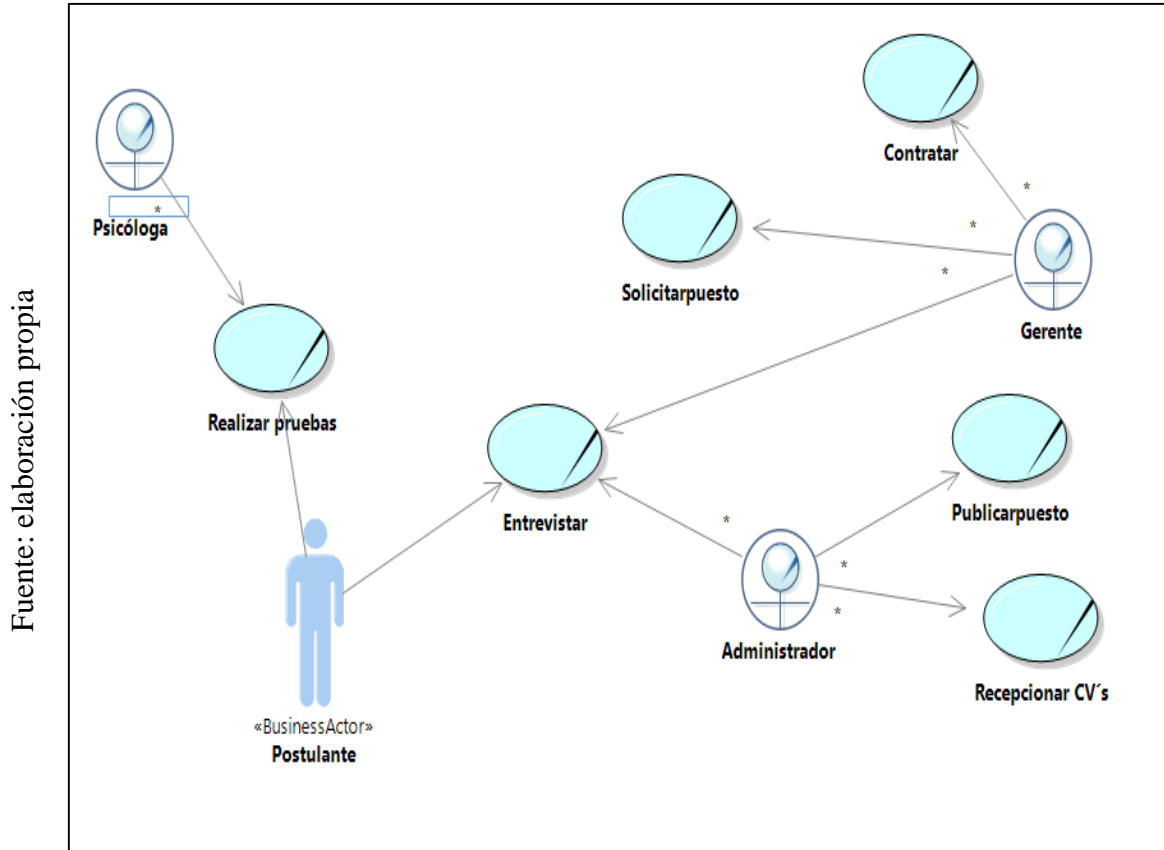 Fuente: elaboración propia
Contratar
*
Psicóloga
*
Solicitarpuesto
*
*
Gerente
Realizar pruebas
Entrevistar
Publicarpuesto
*
*
*
Administrador
Recepcionar CV´s
«BusinessActor»
Postulante